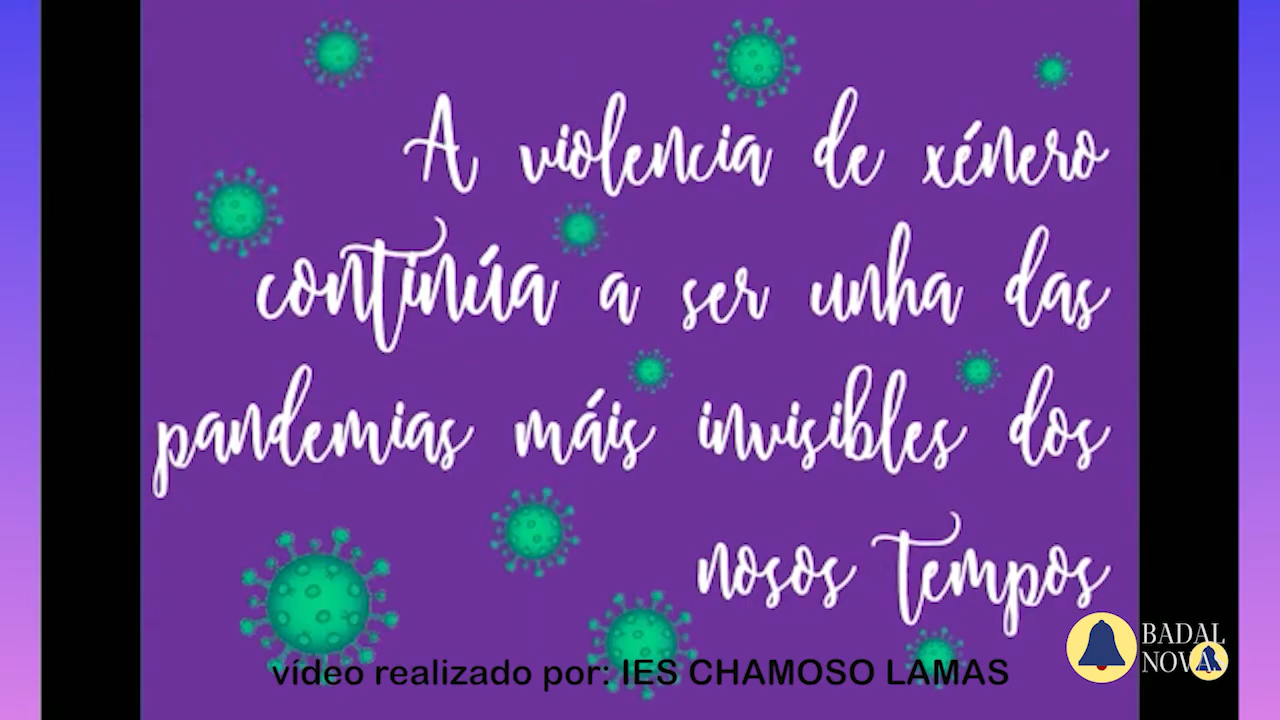 A violencia de xénero
continúa a ser unha das
pandemias máis invisibles dos
nosos tempos
vídeo realizado por: IES CHAMOSO LAMAS
BADAL
NOVAS